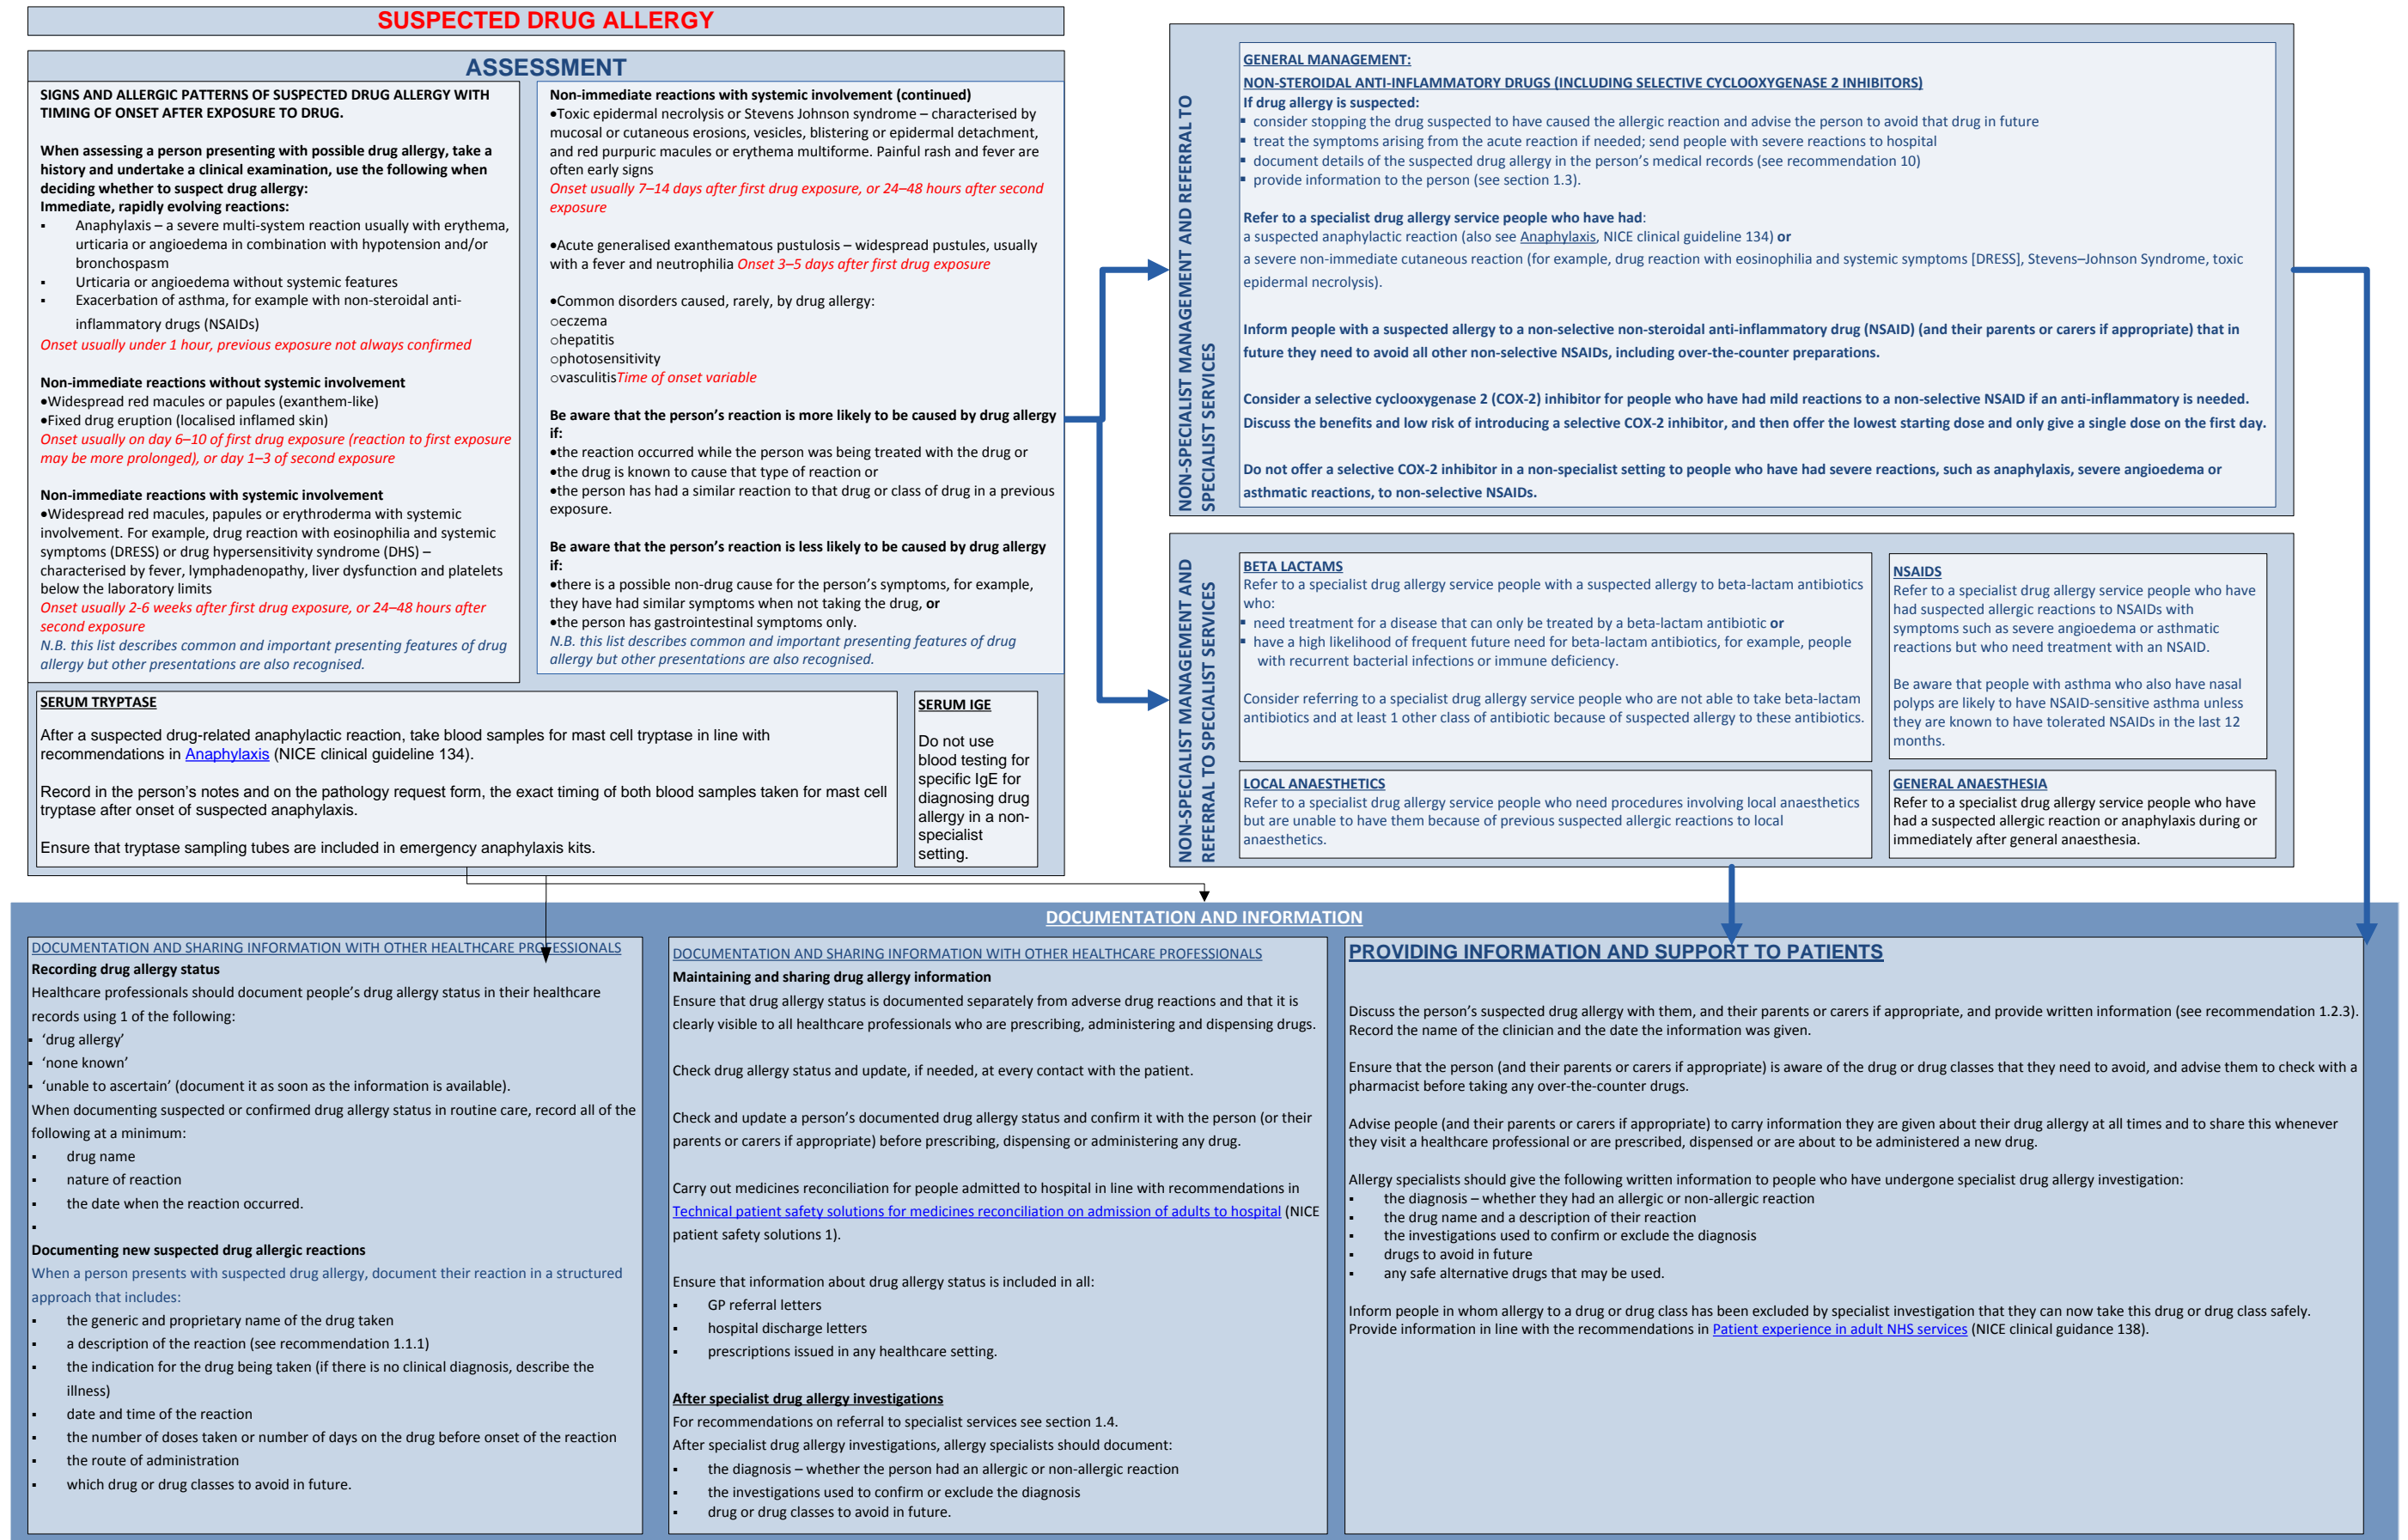 SUSPECTED DRUG ALLERGY
ASSESSMENT
SIGNS AND ALLERGIC PATTERNS OF SUSPECTED DRUG ALLERGY WITH
TIMING OF ONSET AFTER EXPOSURE TO DRUG.
When assessing a person presenting with possible drug allergy, take a
history and undertake a clinical examination, use the following when
deciding whether to suspect drug allergy:
Immediate, rapidly evolving reactions:
▪ Anaphylaxis – a severe multi-system reaction usually with erythema,
urticaria or angioedema in combination with hypotension and/or
bronchospasm
▪ Urticaria or angioedema without systemic features
▪ Exacerbation of asthma, for example with non-steroidal anti-
inflammatory drugs (NSAIDs)
Onset usually under 1 hour, previous exposure not always confirmed
Non-immediate reactions without systemic involvement
•Widespread red macules or papules (exanthem-like)
•Fixed drug eruption (localised inflamed skin)
Onset usually on day 6–10 of first drug exposure (reaction to first exposure
may be more prolonged), or day 1–3 of second exposure
Non-immediate reactions with systemic involvement
•Widespread red macules, papules or erythroderma with systemic
involvement. For example, drug reaction with eosinophilia and systemic
symptoms (DRESS) or drug hypersensitivity syndrome (DHS) –
characterised by fever, lymphadenopathy, liver dysfunction and platelets
below the laboratory limits
Onset usually 2-6 weeks after first drug exposure, or 24–48 hours after
second exposure
N.B. this list describes common and important presenting features of drug
allergy but other presentations are also recognised.
Non-immediate reactions with systemic involvement (continued)
•Toxic epidermal necrolysis or Stevens Johnson syndrome – characterised by
mucosal or cutaneous erosions, vesicles, blistering or epidermal detachment,
and red purpuric macules or erythema multiforme. Painful rash and fever are
often early signs
Onset usually 7–14 days after first drug exposure, or 24–48 hours after second
exposure
•Acute generalised exanthematous pustulosis – widespread pustules, usually
with a fever and neutrophilia Onset 3–5 days after first drug exposure
•Common disorders caused, rarely, by drug allergy:
oeczema
ohepatitis
ophotosensitivity
ovasculitisTime of onset variable
Be aware that the person's reaction is more likely to be caused by drug allergy
if:
•the reaction occurred while the person was being treated with the drug or
•the drug is known to cause that type of reaction or
•the person has had a similar reaction to that drug or class of drug in a previous
exposure.
Be aware that the person's reaction is less likely to be caused by drug allergy
if:
•there is a possible non-drug cause for the person's symptoms, for example,
they have had similar symptoms when not taking the drug, or
•the person has gastrointestinal symptoms only.
N.B. this list describes common and important presenting features of drug
allergy but other presentations are also recognised.
SERUM TRYPTASE
After a suspected drug-related anaphylactic reaction, take blood samples for mast cell tryptase in line with
recommendations in Anaphylaxis (NICE clinical guideline 134).
Record in the person's notes and on the pathology request form, the exact timing of both blood samples taken for mast cell
tryptase after onset of suspected anaphylaxis.
Ensure that tryptase sampling tubes are included in emergency anaphylaxis kits.
SERUM IGE
Do not use
blood testing for
specific IgE for
diagnosing drug
allergy in a non-
specialist
setting.
NON-SPECIALIST MANAGEMENT AND REFERRAL TO
SPECIALIST SERVICES
GENERAL MANAGEMENT:
NON-STEROIDAL ANTI-INFLAMMATORY DRUGS (INCLUDING SELECTIVE CYCLOOXYGENASE 2 INHIBITORS)
If drug allergy is suspected:
▪ consider stopping the drug suspected to have caused the allergic reaction and advise the person to avoid that drug in future
▪ treat the symptoms arising from the acute reaction if needed; send people with severe reactions to hospital
▪ document details of the suspected drug allergy in the person's medical records (see recommendation 10)
▪ provide information to the person (see section 1.3).
Refer to a specialist drug allergy service people who have had:
a suspected anaphylactic reaction (also see Anaphylaxis, NICE clinical guideline 134) or
a severe non-immediate cutaneous reaction (for example, drug reaction with eosinophilia and systemic symptoms [DRESS], Stevens–Johnson Syndrome, toxic
epidermal necrolysis).
Inform people with a suspected allergy to a non-selective non-steroidal anti-inflammatory drug (NSAID) (and their parents or carers if appropriate) that in
future they need to avoid all other non-selective NSAIDs, including over-the-counter preparations.
Consider a selective cyclooxygenase 2 (COX-2) inhibitor for people who have had mild reactions to a non-selective NSAID if an anti-inflammatory is needed.
Discuss the benefits and low risk of introducing a selective COX-2 inhibitor, and then offer the lowest starting dose and only give a single dose on the first day.
Do not offer a selective COX-2 inhibitor in a non-specialist setting to people who have had severe reactions, such as anaphylaxis, severe angioedema or
asthmatic reactions, to non-selective NSAIDs.
NON-SPECIALIST MANAGEMENT AND
REFERRAL TO SPECIALIST SERVICES
BETA LACTAMS
Refer to a specialist drug allergy service people with a suspected allergy to beta-lactam antibiotics
who:
▪ need treatment for a disease that can only be treated by a beta-lactam antibiotic or
▪ have a high likelihood of frequent future need for beta-lactam antibiotics, for example, people
with recurrent bacterial infections or immune deficiency.
Consider referring to a specialist drug allergy service people who are not able to take beta-lactam
antibiotics and at least 1 other class of antibiotic because of suspected allergy to these antibiotics.
NSAIDS
Refer to a specialist drug allergy service people who have
had suspected allergic reactions to NSAIDs with
symptoms such as severe angioedema or asthmatic
reactions but who need treatment with an NSAID.
Be aware that people with asthma who also have nasal
polyps are likely to have NSAID-sensitive asthma unless
they are known to have tolerated NSAIDs in the last 12
months.
LOCAL ANAESTHETICS
Refer to a specialist drug allergy service people who need procedures involving local anaesthetics
but are unable to have them because of previous suspected allergic reactions to local
anaesthetics.
GENERAL ANAESTHESIA
Refer to a specialist drug allergy service people who have
had a suspected allergic reaction or anaphylaxis during or
immediately after general anaesthesia.
DOCUMENTATION AND INFORMATION
DOCUMENTATION AND SHARING INFORMATION WITH OTHER HEALTHCARE PROFESSIONALS
Recording drug allergy status
Healthcare professionals should document people's drug allergy status in their healthcare
records using 1 of the following:
▪ 'drug allergy'
▪ 'none known'
▪ 'unable to ascertain' (document it as soon as the information is available).
When documenting suspected or confirmed drug allergy status in routine care, record all of the
following at a minimum:
▪ drug name
▪ nature of reaction
▪ the date when the reaction occurred.
▪
Documenting new suspected drug allergic reactions
When a person presents with suspected drug allergy, document their reaction in a structured
approach that includes:
▪ the generic and proprietary name of the drug taken
▪ a description of the reaction (see recommendation 1.1.1)
▪ the indication for the drug being taken (if there is no clinical diagnosis, describe the
illness)
▪ date and time of the reaction
▪ the number of doses taken or number of days on the drug before onset of the reaction
▪ the route of administration
▪ which drug or drug classes to avoid in future.
DOCUMENTATION AND SHARING INFORMATION WITH OTHER HEALTHCARE PROFESSIONALS
Maintaining and sharing drug allergy information
Ensure that drug allergy status is documented separately from adverse drug reactions and that it is
clearly visible to all healthcare professionals who are prescribing, administering and dispensing drugs.
Check drug allergy status and update, if needed, at every contact with the patient.
Check and update a person's documented drug allergy status and confirm it with the person (or their
parents or carers if appropriate) before prescribing, dispensing or administering any drug.
Carry out medicines reconciliation for people admitted to hospital in line with recommendations in
Technical patient safety solutions for medicines reconciliation on admission of adults to hospital (NICE
patient safety solutions 1).
Ensure that information about drug allergy status is included in all:
▪ GP referral letters
▪ hospital discharge letters
▪ prescriptions issued in any healthcare setting.
After specialist drug allergy investigations
For recommendations on referral to specialist services see section 1.4.
After specialist drug allergy investigations, allergy specialists should document:
▪ the diagnosis – whether the person had an allergic or non-allergic reaction
▪ the investigations used to confirm or exclude the diagnosis
▪ drug or drug classes to avoid in future.
PROVIDING INFORMATION AND SUPPORT TO PATIENTS
Discuss the person's suspected drug allergy with them, and their parents or carers if appropriate, and provide written information (see recommendation 1.2.3).
Record the name of the clinician and the date the information was given.
Ensure that the person (and their parents or carers if appropriate) is aware of the drug or drug classes that they need to avoid, and advise them to check with a
pharmacist before taking any over-the-counter drugs.
Advise people (and their parents or carers if appropriate) to carry information they are given about their drug allergy at all times and to share this whenever
they visit a healthcare professional or are prescribed, dispensed or are about to be administered a new drug.
Allergy specialists should give the following written information to people who have undergone specialist drug allergy investigation:
▪ the diagnosis – whether they had an allergic or non-allergic reaction
▪ the drug name and a description of their reaction
▪ the investigations used to confirm or exclude the diagnosis
▪ drugs to avoid in future
▪ any safe alternative drugs that may be used.
Inform people in whom allergy to a drug or drug class has been excluded by specialist investigation that they can now take this drug or drug class safely.
Provide information in line with the recommendations in Patient experience in adult NHS services (NICE clinical guidance 138).